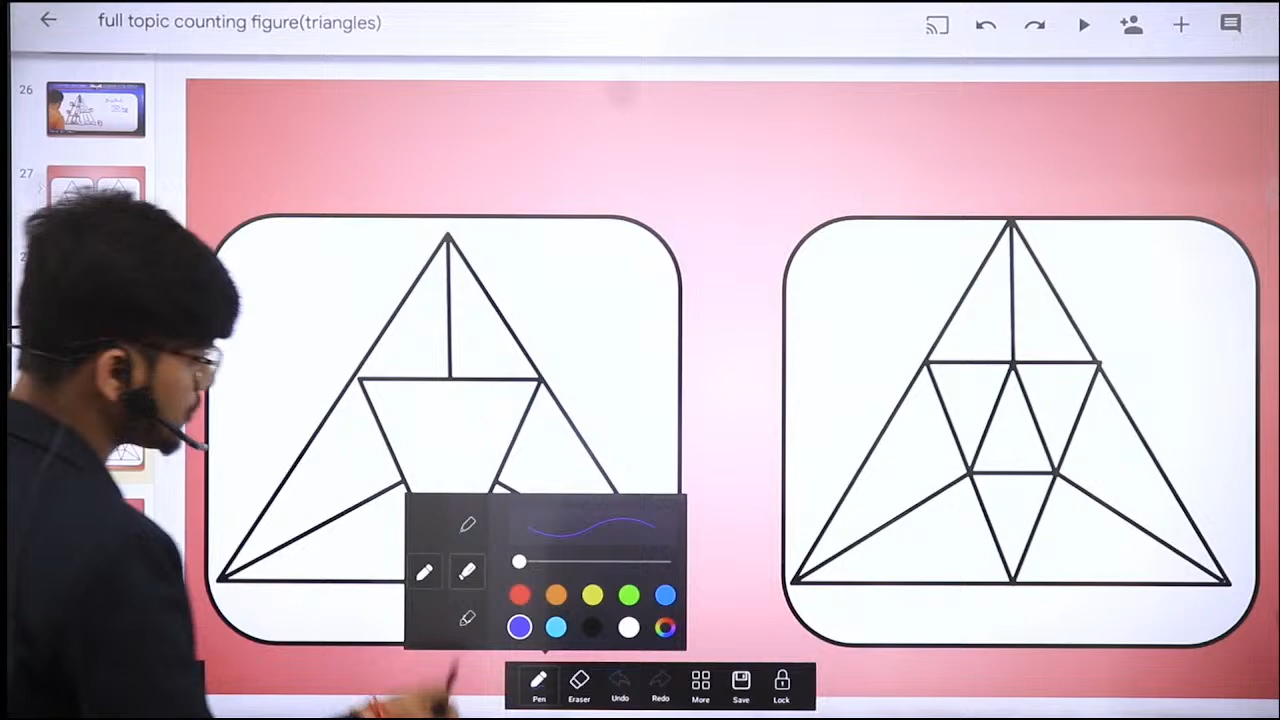 full topic counting figure(triangles)
26
27
Pen
Eraser
Undo
Redo
More
Save
Lock